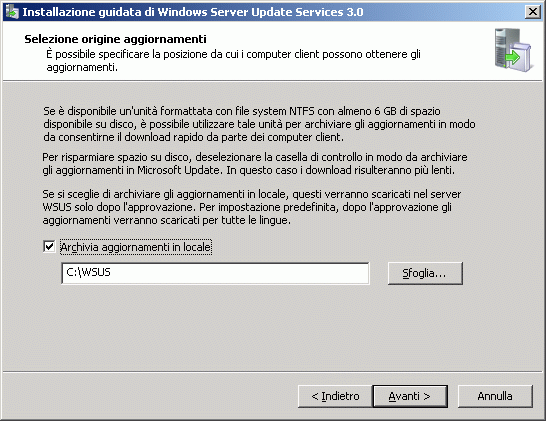 Installazione guidata di Windows Server Update Services 3.0
Selezione origine aggiornamenti
È possibile specificare la posizione da cui i computer client possono ottenere gli
aggiornamenti.
Se è disponibile un'unità formattata con file system NTFS con almeno 6 GB di spazio
disponibile su disco, è possibile utilizzare tale unità per archiviare gli aggiornamenti in modo
da consentirne il download rapido da parte dei computer client.
Per risparmiare spazio su disco, deselezionare la casella di controllo in modo da archiviare
gli aggiornamenti in Microsoft Update. In questo caso i download risulteranno più lenti.
Se si sceglie di archiviare gli aggiornamenti in locale, questi verranno scaricati nel server
WSUS solo dopo l'approvazione. Per impostazione predefinita, dopo l'approvazione gli
aggiornamenti verranno scaricati per tutte le lingue.
Archivia aggiornamenti in locale
C:\WSUS
Sfoglia...
< Indietro
Avanti >
Annulla